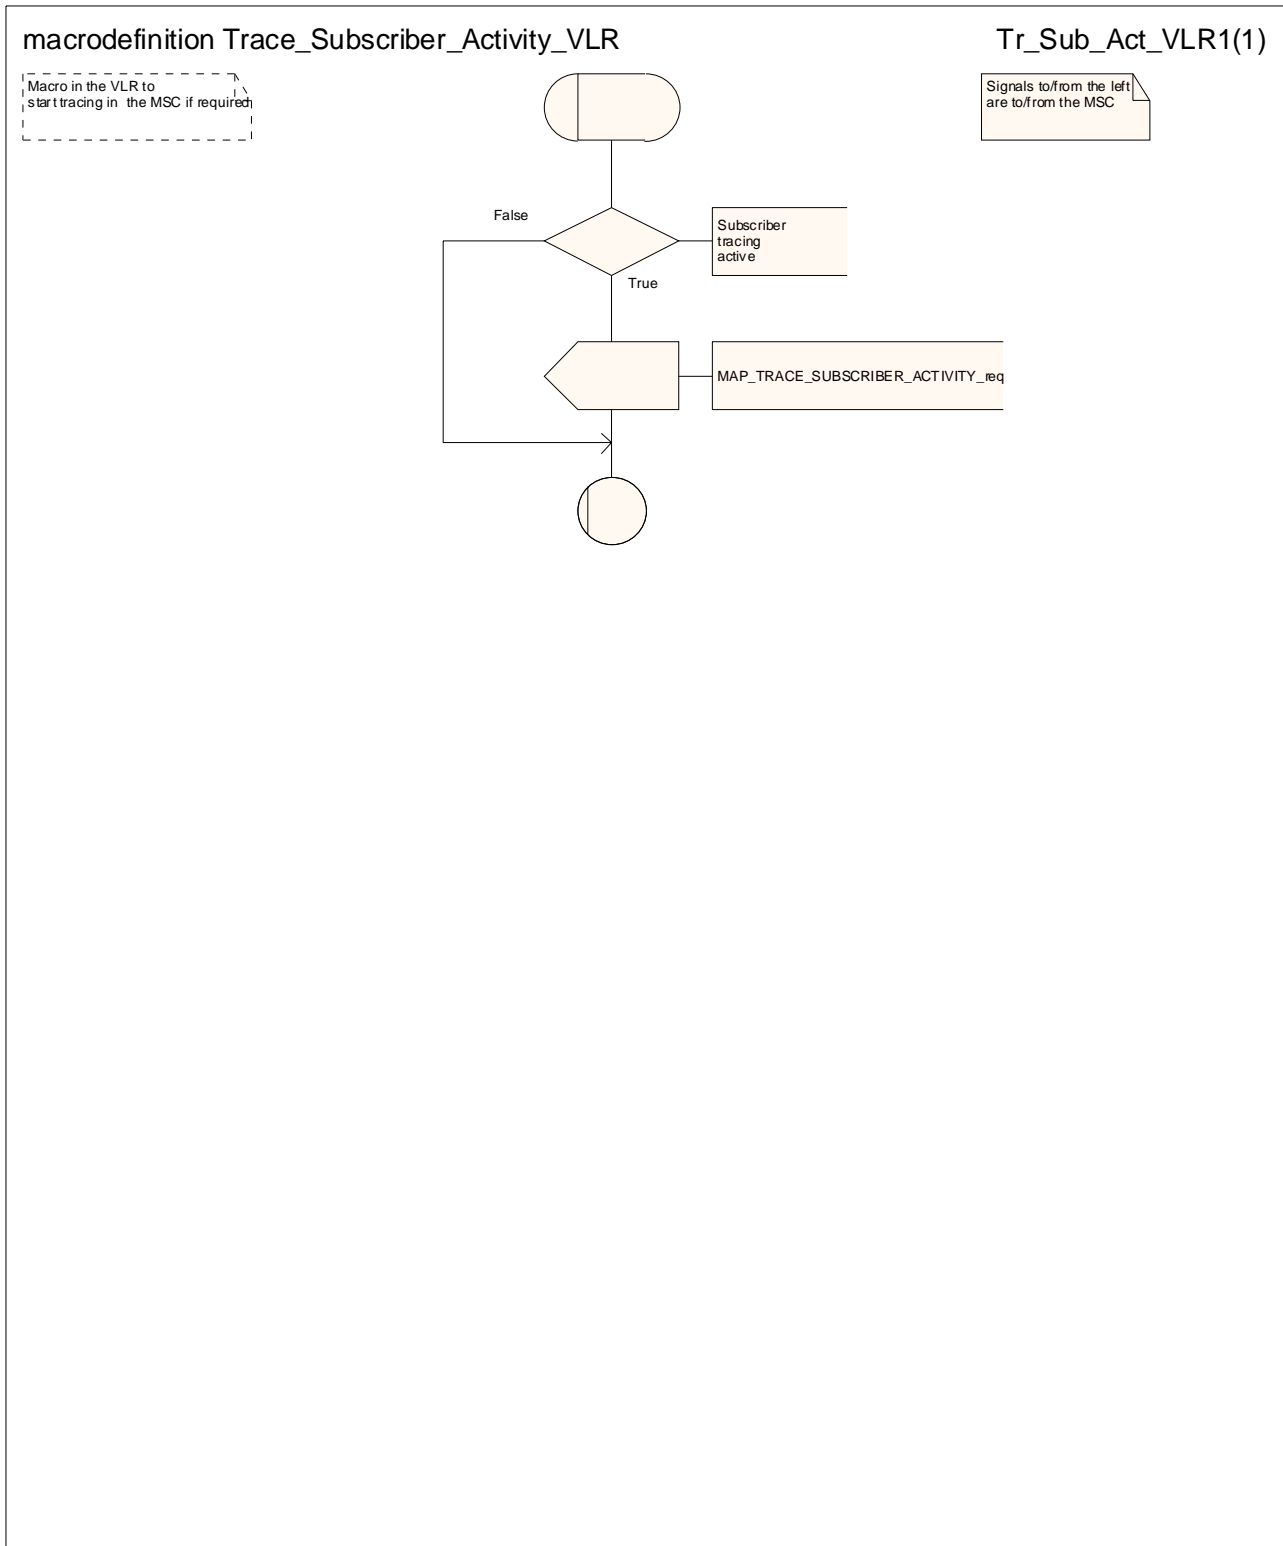 macrodefinition Trace_Subscriber_Activity_VLR
Tr_Sub_Act_VLR1(1)
Macro in the VLR to
start tracing in the MSC if required
Signals to/from the left
are to/from the MSC
False
Subscriber
tracing
active
True
MAP_TRACE_SUBSCRIBER_ACTIVITY_req